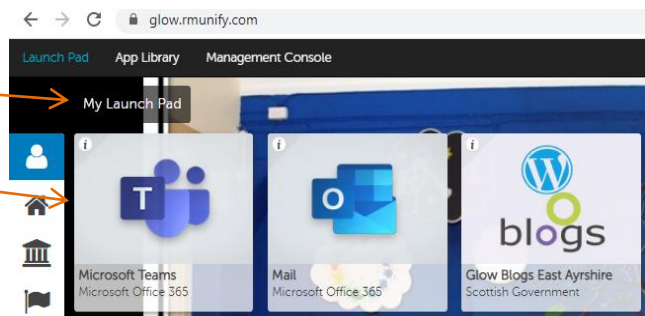 glow.rmunify.com
Launch Pad App Library Management Console
My Launch Pad
i i i
T O W
blogs
Microsoft Teams Mail Glow Blogs East Ayrshire
Microsoft Office 365 Microsoft Office 365 Scottish Government